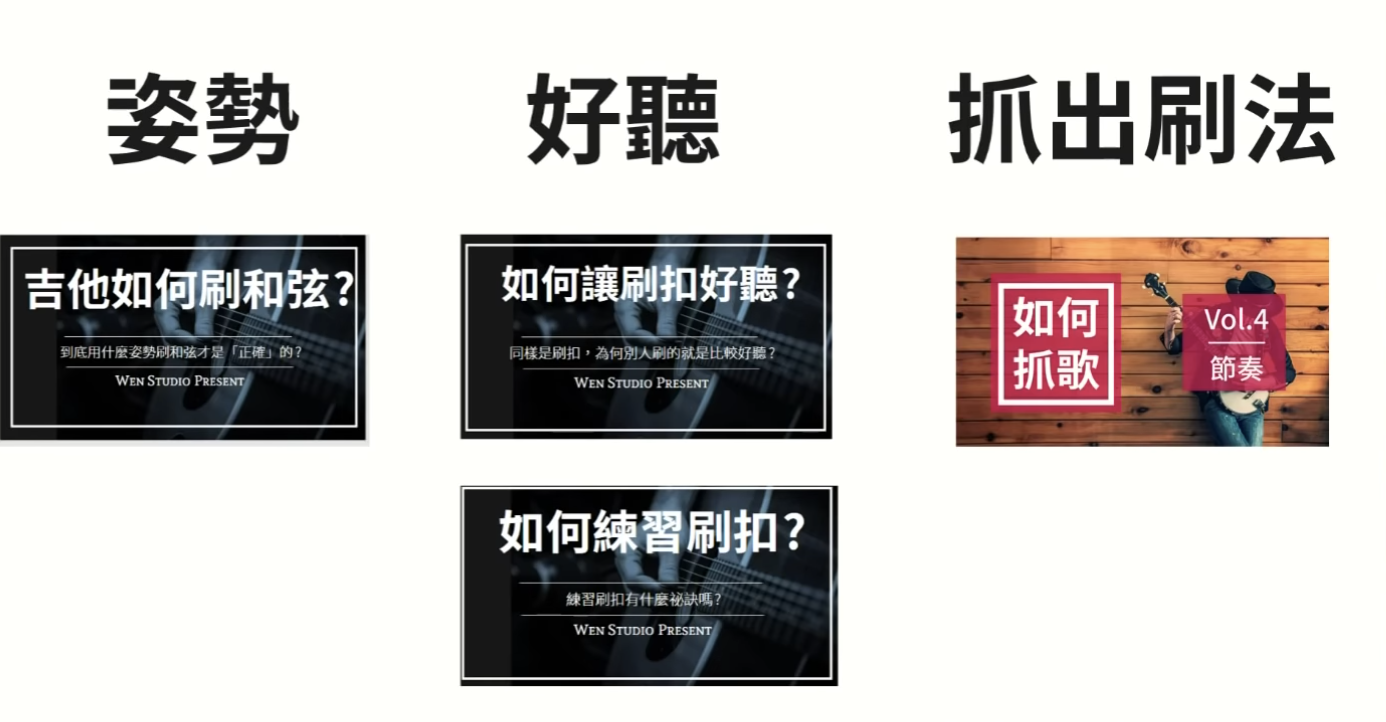 姿勢
好聽
抓出刷法
吉他如何刷和弦?
到底用什麼姿勢刷和弦才是「正確」的?
WEN STUDIO PRESENT
如何讓刷扣好聽?
同樣是刷扣，為何別人刷的就是比較好聽?
WEN STUDIO PRESENT
如何
抓歌
Vol.4
節奏
如何練習刷扣?
練習刷扣有什麼祕訣嗎?
WEN STUDIO PRESENT